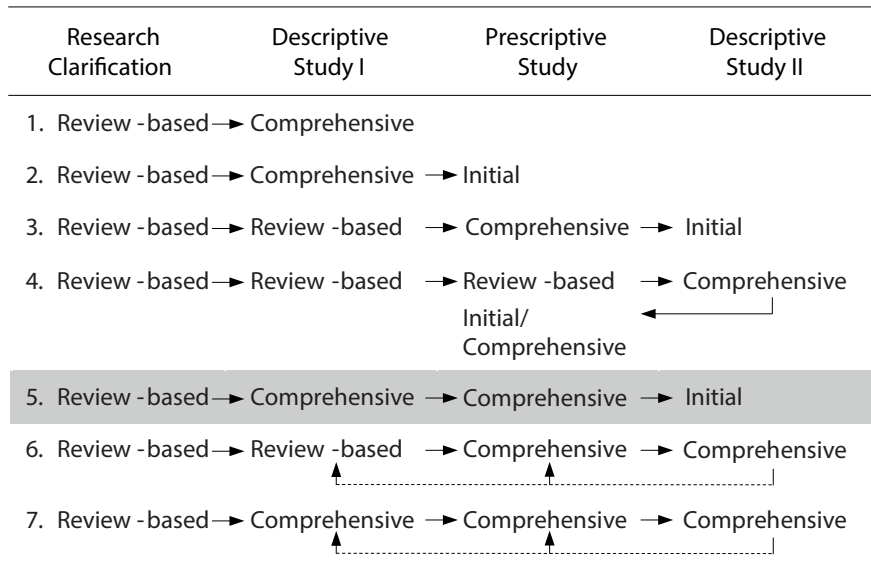 Research Clarification Descriptive Study I Prescriptive Study Descriptive Study II
1. Review -based Comprehensive
2. Review -based Comprehensive Initial
3. Review -based Review -based Comprehensive Initial
4. Review -based Review -based Review -based Comprehensive
Initial/
Comprehensive
5. Review -based Comprehensive Comprehensive Initial
6. Review -based Review -based Comprehensive Comprehensive
7. Review -based Comprehensive Comprehensive Comprehensive